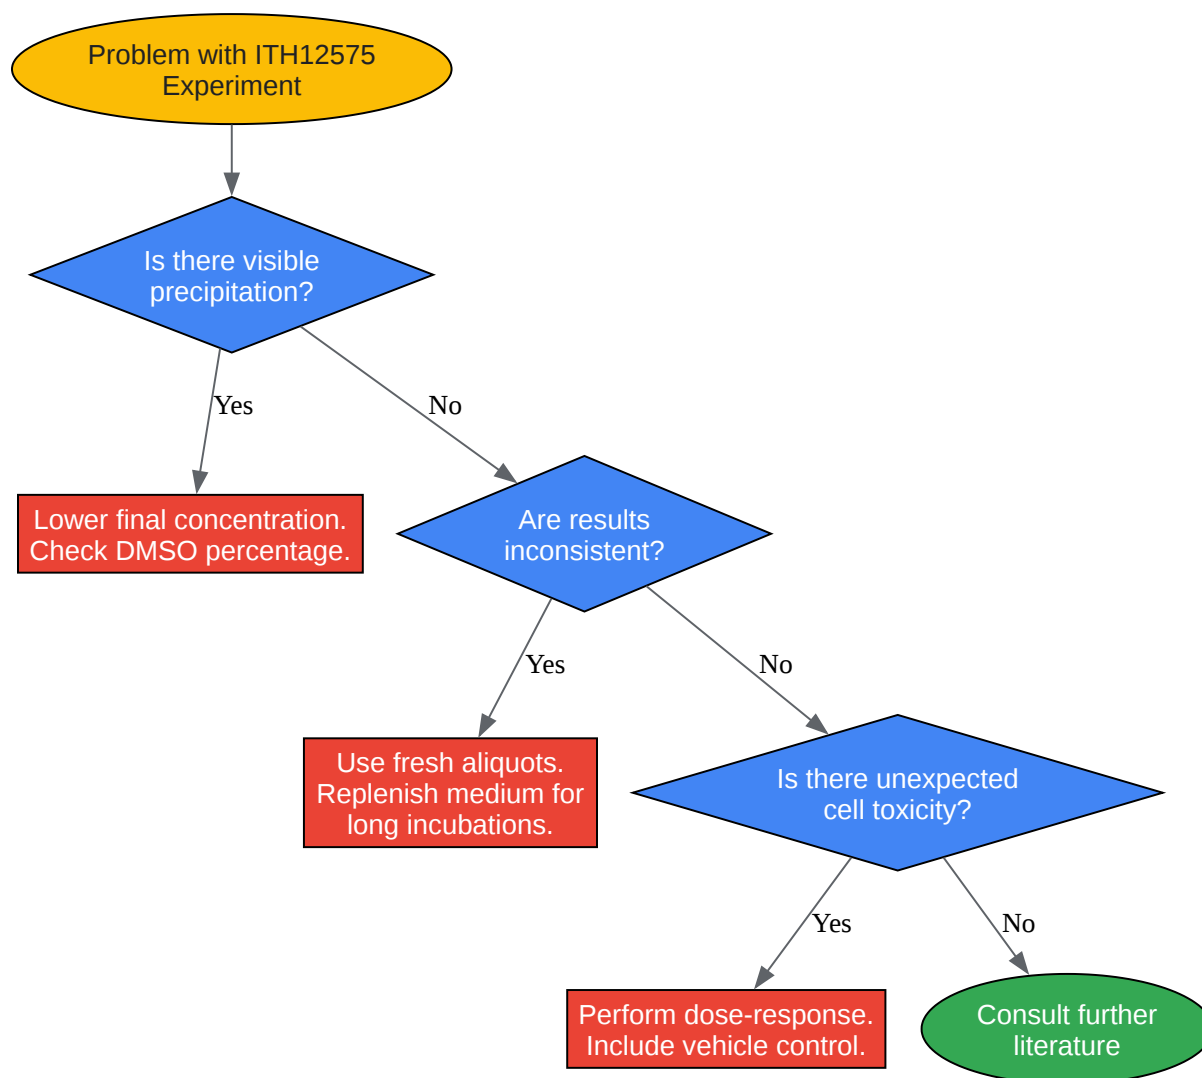 Problem with ITH12575
Experiment
Is there visible
precipitation?
Yes
No
Lower final concentration.
Check DMSO percentage.
Are results
inconsistent?
Yes
No
Use fresh aliquots.
Replenish medium for
long incubations.
Is there unexpected
cell toxicity?
Yes
No
Perform dose-response.
Include vehicle control.
Consult further
literature